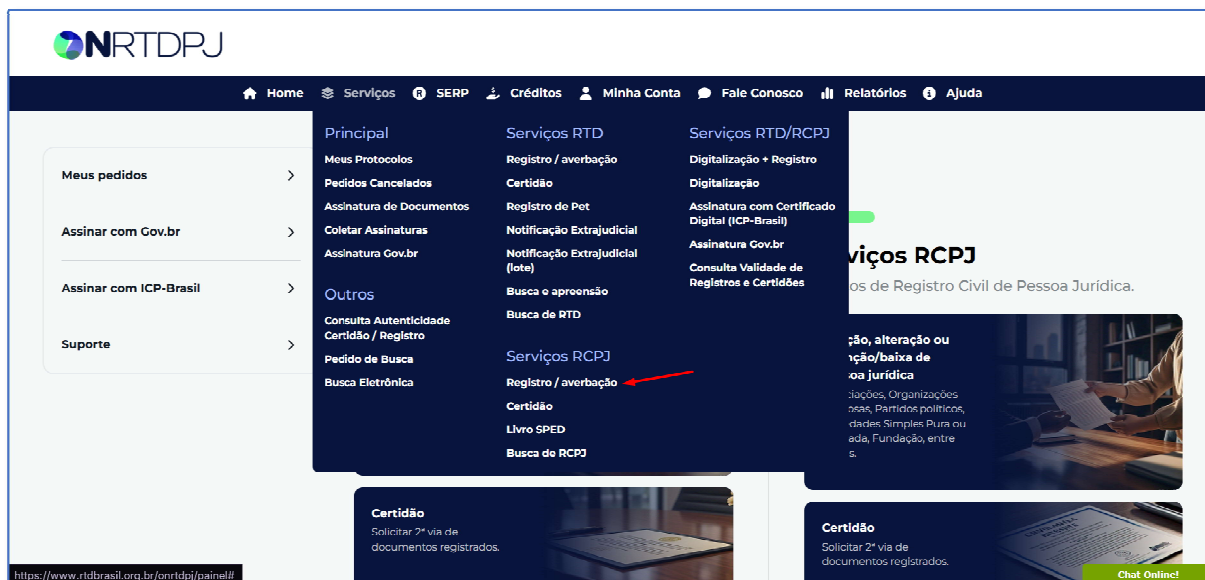 ONRTDPJ
Home Serviços SERP Créditos Minha Conta Fale Conosco Relatórios Ajuda
Meus pedidos
Assinar com Gov.br
Assinar com ICP-Brasil
Suporte
Principal
Meus Protocolos
Pedidos Cancelados
Assinatura de Documentos
Coletar Assinaturas
Assinatura Gov.br
Outros
Consulta Autenticidade
Certidão / Registro
Pedido de Busca
Busca Eletrônica
Serviços RTD
Registro / averbação
Certidão
Registro de Pet
Notificação Extrajudicial
Notificação Extrajudicial
(lote)
Busca e apreensão
Busca de RTD
Serviços RCPJ
Registro / averbação
Certidão
Livro SPED
Busca de RCPJ
Serviços RTD/RCPJ
Digitalização + Registro
Digitalização
Assinatura com Certificado
Digital (ICP-Brasil)
Assinatura Gov.br
Consulta Validade de
Registros e Certidões
viços RCPJ
os de Registro Civil de Pessoa Jurídica.
ção, alteração ou
nção/baixa de
soa jurídica
ciações, Organizações
osas, Partidos políticos,
edades Simples Pura ou
ada, Fundação, entre
s.
Certidão
Solicitar 2ª via de
documentos registrados.
Certidão
Solicitar 2ª via de
documentos registrados.
https://www.rtdbrasil.org.br/onrtdpj/painel#
Chat Online!